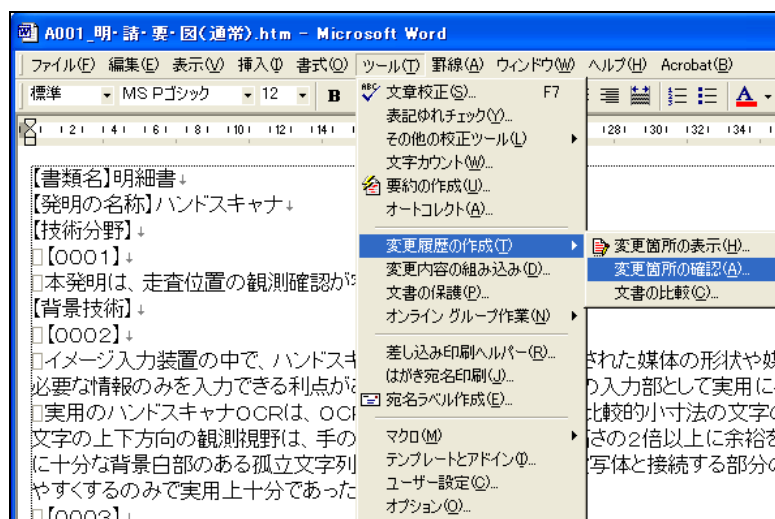 A001_明・請・要・図(通常).htm - Microsoft Word
ファイル(F) 編集(E) 表示(V) 挿入(I) 書式(O) ツール(T) 罫線(A) ウィンドウ(W) ヘルプ(H) Acrobat(B)
標準 MS Pゴシック 12 B A
文章校正(S)... F7
表記ゆれチェック(Y)...
その他の校正ツール(L)
文字カウント(W)...
要約の作成(U)...
オートコレクト(A)...
変更履歴の作成(T)
変更内容の組み込み(D)...
文書の保護(P)...
オンライン グループ作業(N)
差し込み印刷ヘルパー(R)...
はがき宛名印刷(J)...
宛名ラベル作成(E)...
マクロ(M)
テンプレートとアドイン(I)...
ユーザー設定(C)...
オプション(O)...
変更箇所の表示(H)...
変更箇所の確認(A)...
文書の比較(C)...
|2| |4| |6| |8| |10| |12| |14| |28| |30| |32| |34|
【書類名】明細書↓
【発明の名称】ハンドスキャナ↓
【技術分野】↓
□【0001】↓
□本発明は、走査位置の観測確認が
【背景技術】↓
□【0002】↓
□イメージ入力装置の中で、ハンドスキ された媒体の形状や
必要な情報のみを入力できる利点が の入力部として実用に
□実用のハンドスキャナOCRは、OC 比較的小寸法の文字
文字の上下方向の観測視野は、手の さの2倍以上に余裕
に十分な背景白部のある孤立文字列 写体と接続する部分
やすくするのみで実用上十分であった
□【0003】↓